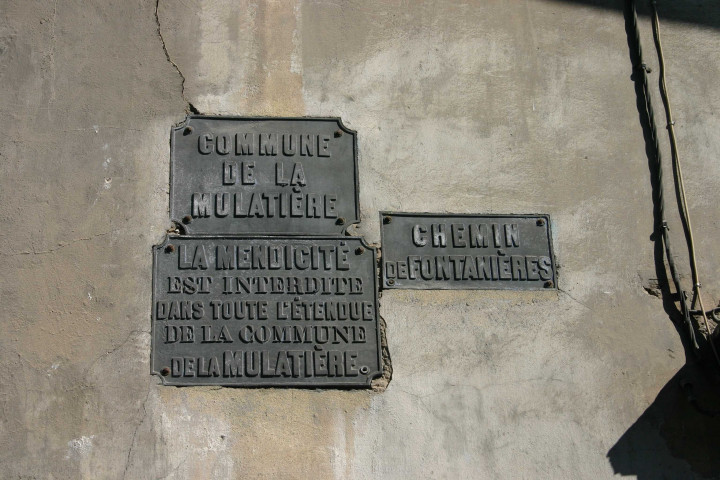 COMMUNE
DE LA
MULATIÈRE
LA MENDICITÉ
EST INTERDITE
DANS TOUTE L'ÉTENDUE
DE LA COMMUNE
DE LA MULATIÈRE.
CHEMIN
DE FONTANIÈRES